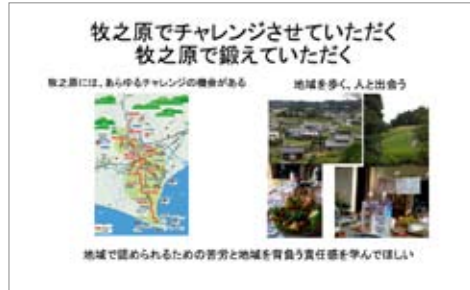 牧之原でチャレンジさせていただく
牧之原で鍛えていただく
牧之原には、あらゆるチャレンジの機会がある
地域を歩く、人と出会う
地域で認められるための苦労と地域を背負う責任感を学んでほしい